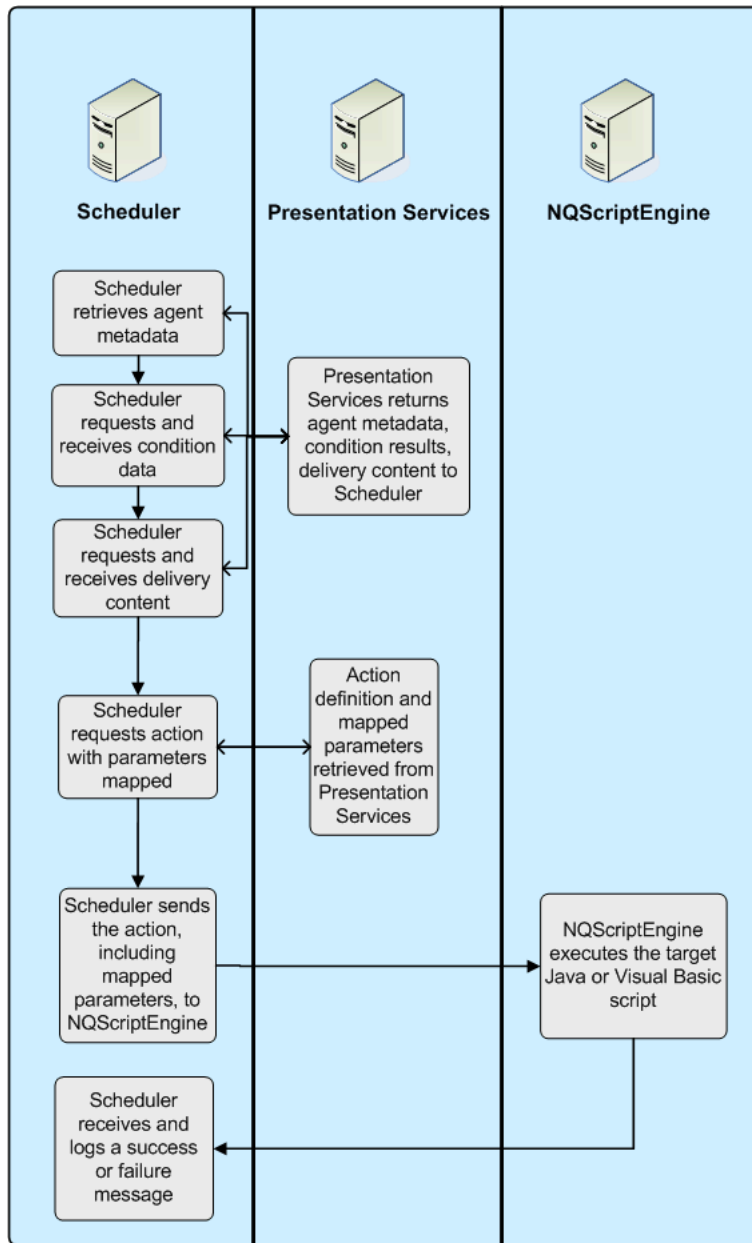 Scheduler
Presentation Services
NQScriptEngine
Scheduler
retrieves agent
metadata
Scheduler
requests and
receives condition
data
Presentation
Services returns
agent metadata,
condition results,
delivery content to
Scheduler
Scheduler
requests and
receives delivery
content
Scheduler
requests action
with parameters
mapped
Action
definition and
mapped
parameters
retrieved from
Presentation
Services
Scheduler sends
the action,
including
mapped
parameters, to
NQScriptEngine
NQScriptEngine
executes the target
Java or Visual Basic
script
Scheduler
receives and
logs a success
or failure
message